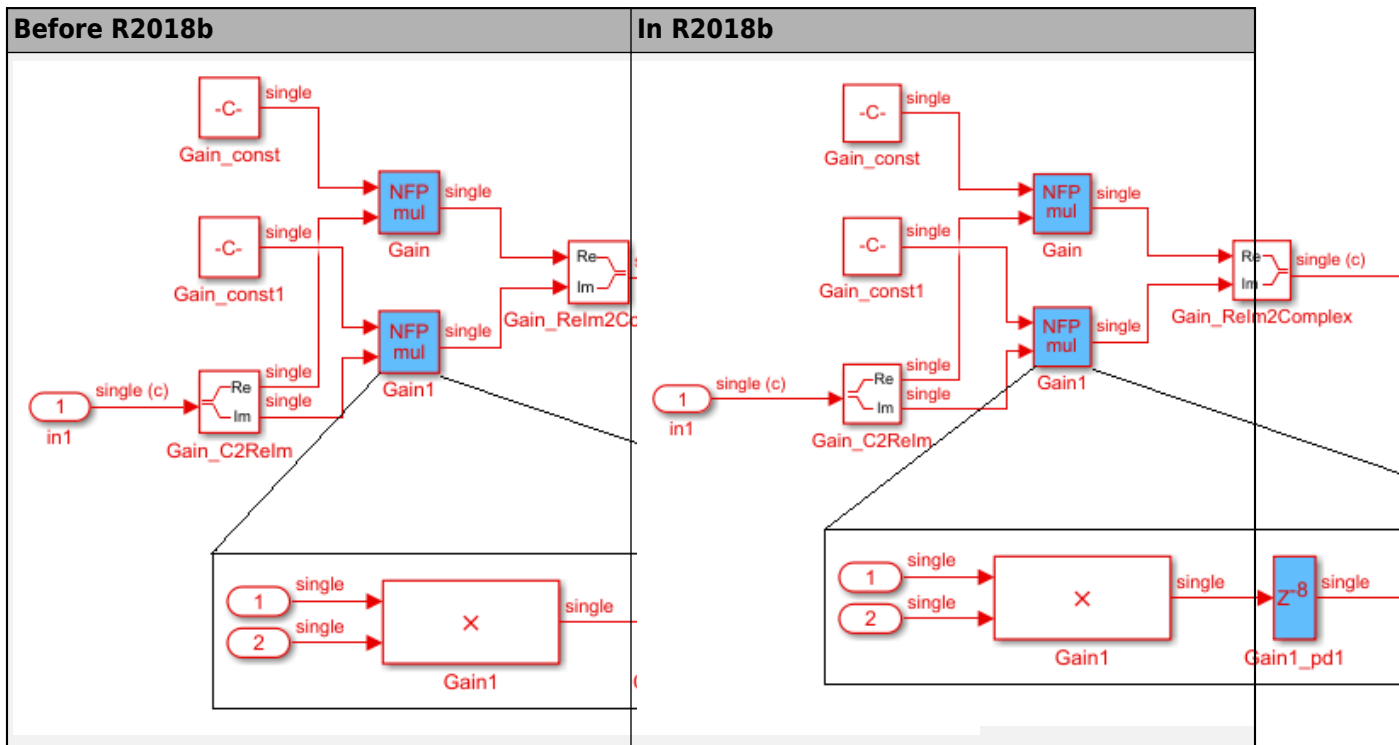 Before R2018b
-C-
single
Gain_const
NFP
mul
single
Gain
-C-
single
Gain_const1
NFP
mul
single
Gain1
Re
Im
single (c)
1
in1
Re
Im
single
single
Gain_C2ReIm
1
single
2
single
×
single
Gain1
In R2018b
-C-
single
Gain_const
NFP
mul
single
Gain
-C-
single
Gain_const1
NFP
mul
single
Gain1
Re
Im
single (c)
Gain_ReIm2Complex
single (c)
1
in1
Re
Im
single
single
Gain_C2ReIm
1
single
2
single
×
single
Gain1
Z-8
single
Gain1_pd1